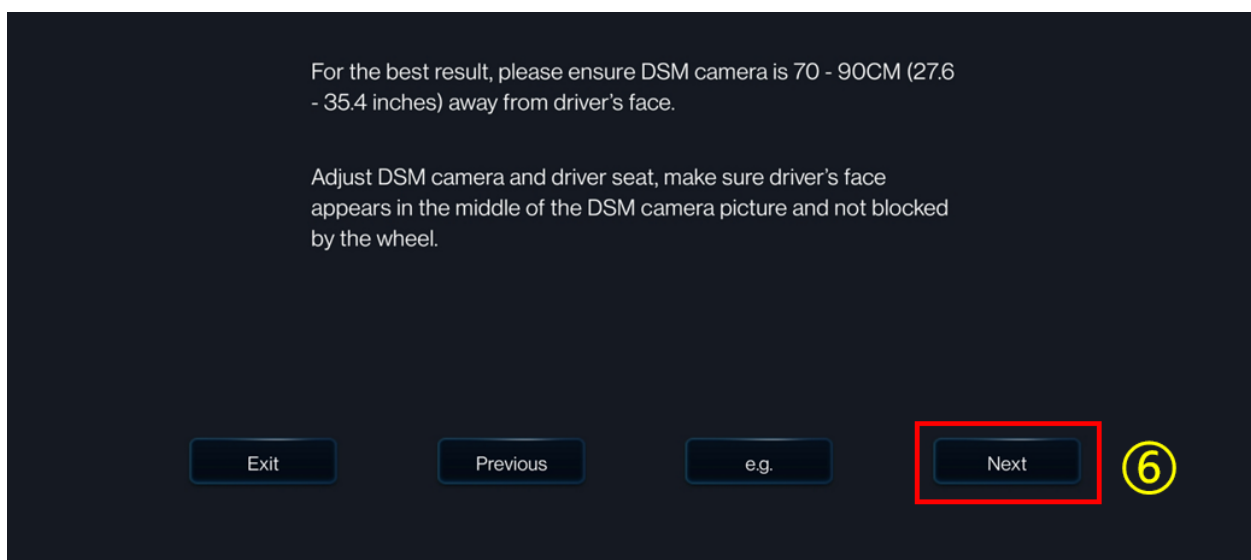 For the best result, please ensure DSM camera is 70 - 90CM (27.6
- 35.4 inches) away from driver's face.
Adjust DSM camera and driver seat, make sure driver's face
appears in the middle of the DSM camera picture and not blocked
by the wheel.
Exit Previous e.g. Next ⑥